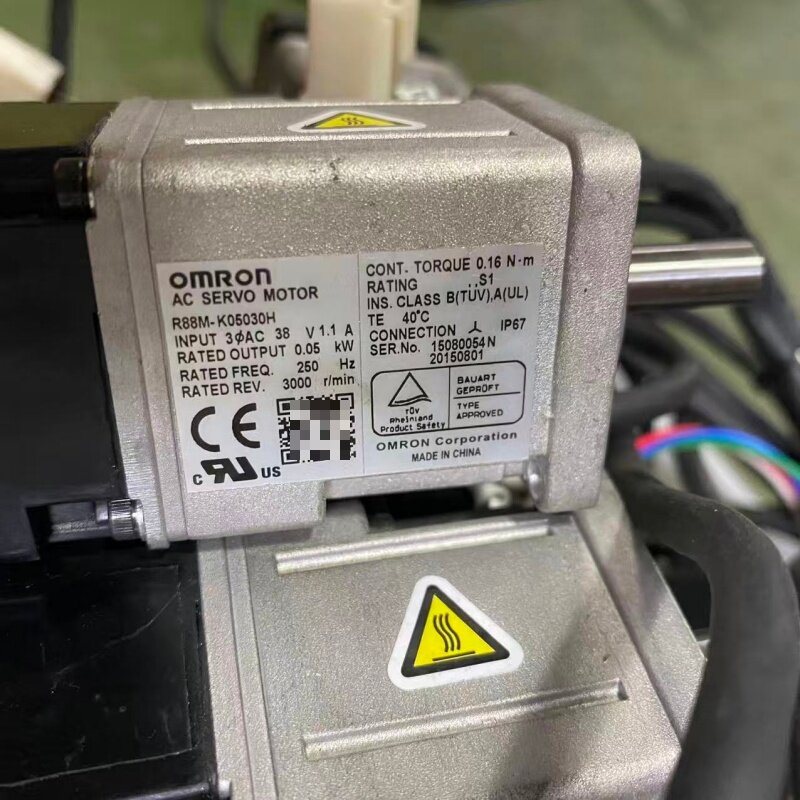 OMRON
AC SERVO MOTOR
R88M-K05030H
INPUT 3ϕAC 38 V 1.1 A
RATED OUTPUT 0.05 kW
RATED FREQ. 250 Hz
RATED REV. 3000 r/min
CE
c RU US
CONT. TORQUE 0.16 N·m
RATING S1
INS. CLASS B(TÜV),A(UL)
TE 40°C
CONNECTION IP67
SER.No. 15080054N
20150801
TÜV
Rheinland
Product Safety
BAUART
GEPRÜFT
TYPE
APPROVED
OMRON Corporation
MADE IN CHINA